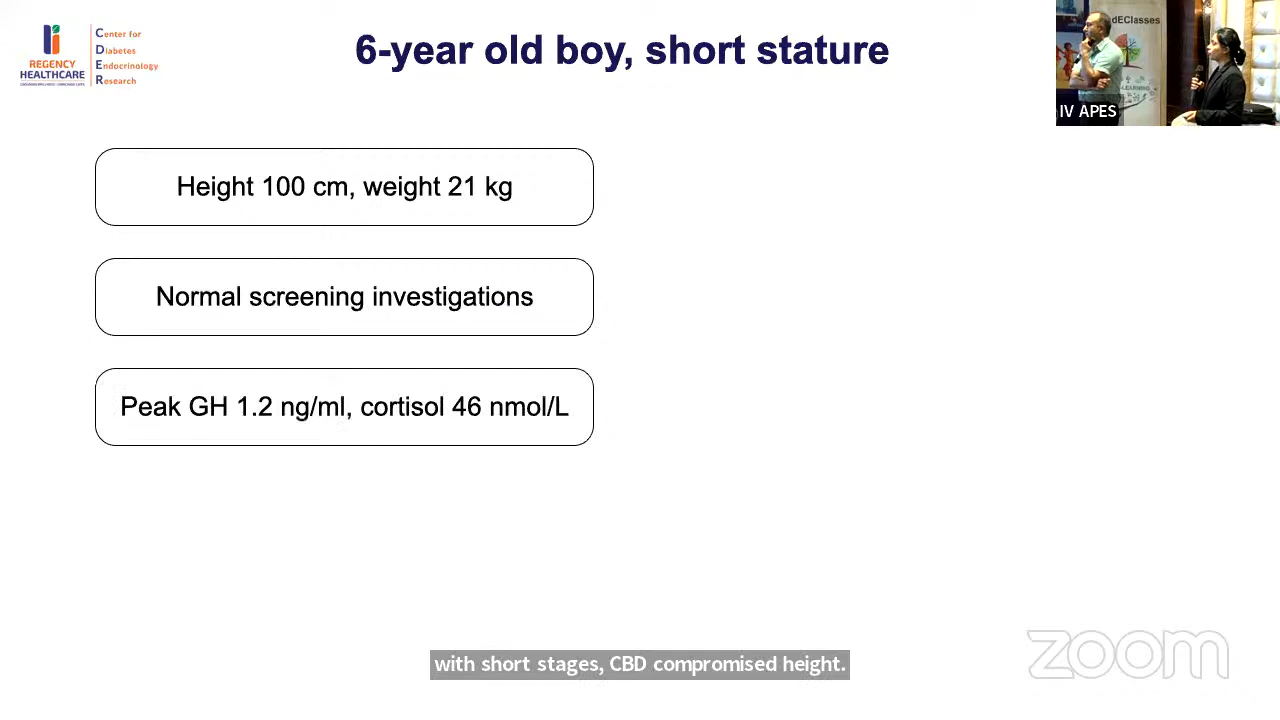 REGENCY
HEALTHCARE
Center for
Diabetes
Endocrinology
Research
6-year old boy, short stature
dEClasses
IV APES
Height 100 cm, weight 21 kg
Normal screening investigations
Peak GH 1.2 ng/ml, cortisol 46 nmol/L
with short stages, CBD compromised height.
zoom